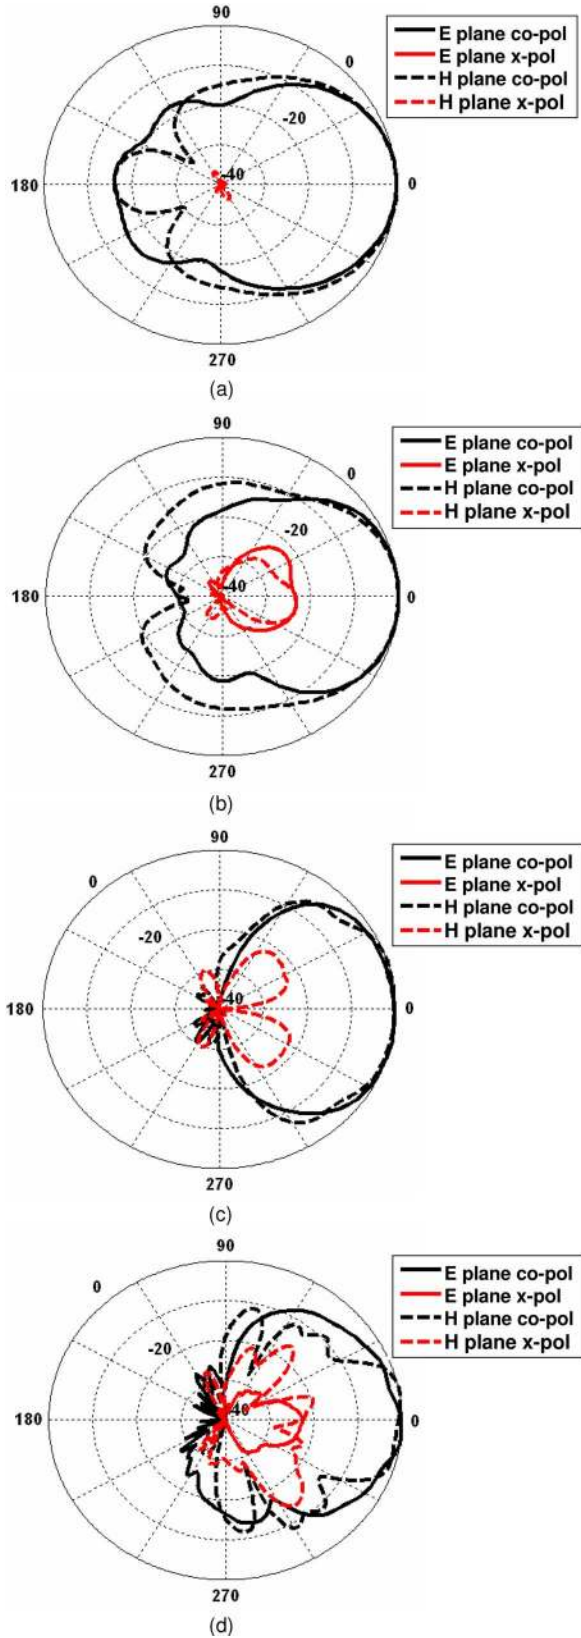 90
E plane co-pol
E plane x-pol
H plane co-pol
H plane x-pol
0
-20
-40
180
0
270
(a)
90
E plane co-pol
E plane x-pol
H plane co-pol
H plane x-pol
0
-20
-40
180
0
270
(b)
90
E plane co-pol
E plane x-pol
H plane co-pol
H plane x-pol
0
-20
-40
180
0
270
(c)
90
E plane co-pol
E plane x-pol
H plane co-pol
H plane x-pol
0
-20
-40
180
0
270
(d)